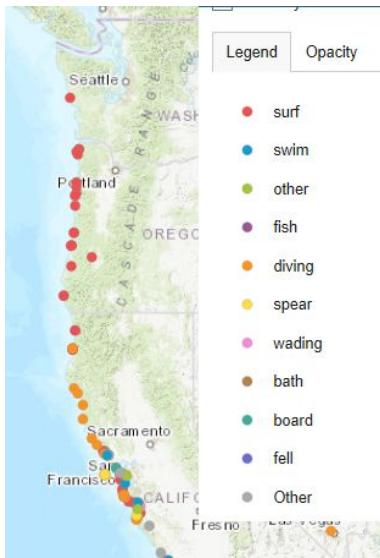 Legend Opacity
surf
swim
other
fish
diving
spear
wading
bath
board
fell
Other
Seattle
WASH
Portland
CASCADE RANGE
OREGO
Sacramento
San
Francisco
CALIFO
Fresno
Las Vegas